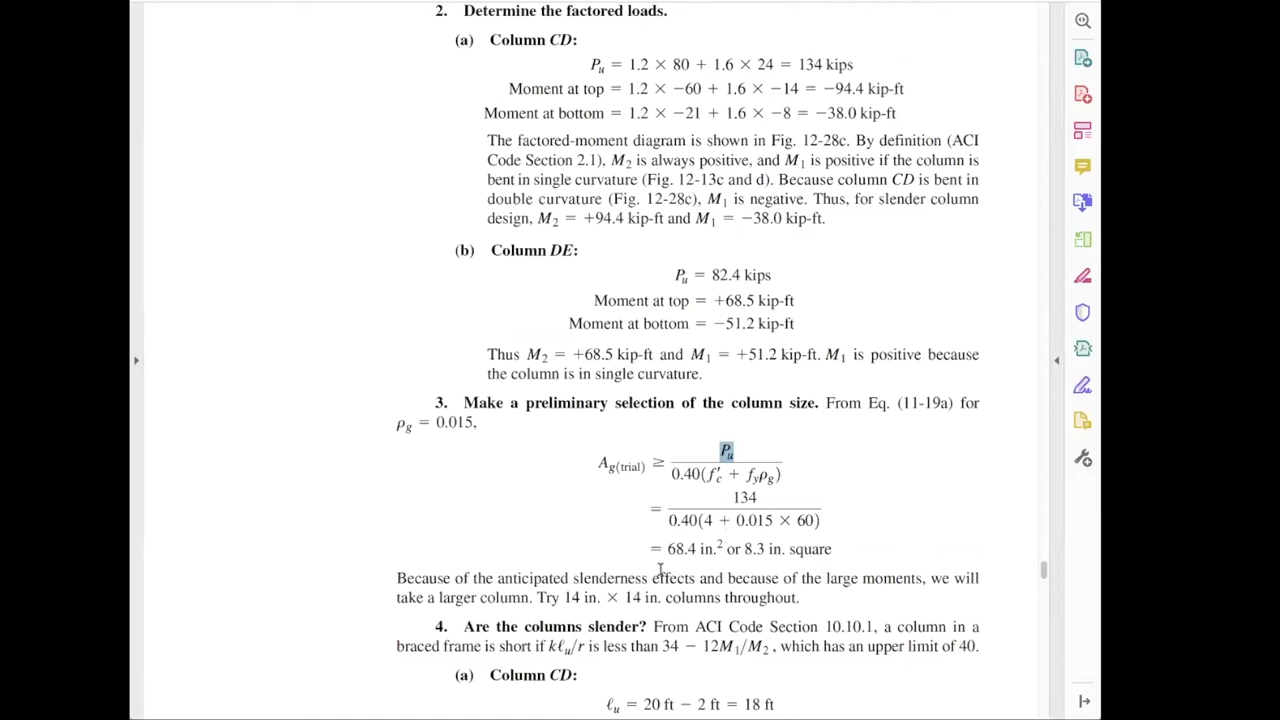 2. Determine the factored loads.
(a) Column CD:
Pu = 1.2 × 80 + 1.6 × 24 = 134 kips
Moment at top = 1.2 × −60 + 1.6 × −14 = −94.4 kip-ft
Moment at bottom = 1.2 × −21 + 1.6 × −8 = −38.0 kip-ft
The factored-moment diagram is shown in Fig. 12-28c. By definition (ACI
Code Section 2.1), M2 is always positive, and M1 is positive if the column is
bent in single curvature (Fig. 12-13c and d). Because column CD is bent in
double curvature (Fig. 12-28c), M1 is negative. Thus, for slender column
design, M2 = +94.4 kip-ft and M1 = −38.0 kip-ft.
(b) Column DE:
Pu = 82.4 kips
Moment at top = +68.5 kip-ft
Moment at bottom = −51.2 kip-ft
Thus M2 = +68.5 kip-ft and M1 = +51.2 kip-ft. M1 is positive because
the column is in single curvature.
3. Make a preliminary selection of the column size. From Eq. (11-19a) for
ρg = 0.015,
Pu
Ag(trial) ≥
0.40(f′c + fyρg)
134
=
0.40(4 + 0.015 × 60)
= 68.4 in.² or 8.3 in. square
Because of the anticipated slenderness effects and because of the large moments, we will
take a larger column. Try 14 in. × 14 in. columns throughout.
4. Are the columns slender? From ACI Code Section 10.10.1, a column in a
braced frame is short if kℓu/r is less than 34 − 12M1/M2, which has an upper limit of 40.
(a) Column CD:
ℓu = 20 ft − 2 ft = 18 ft